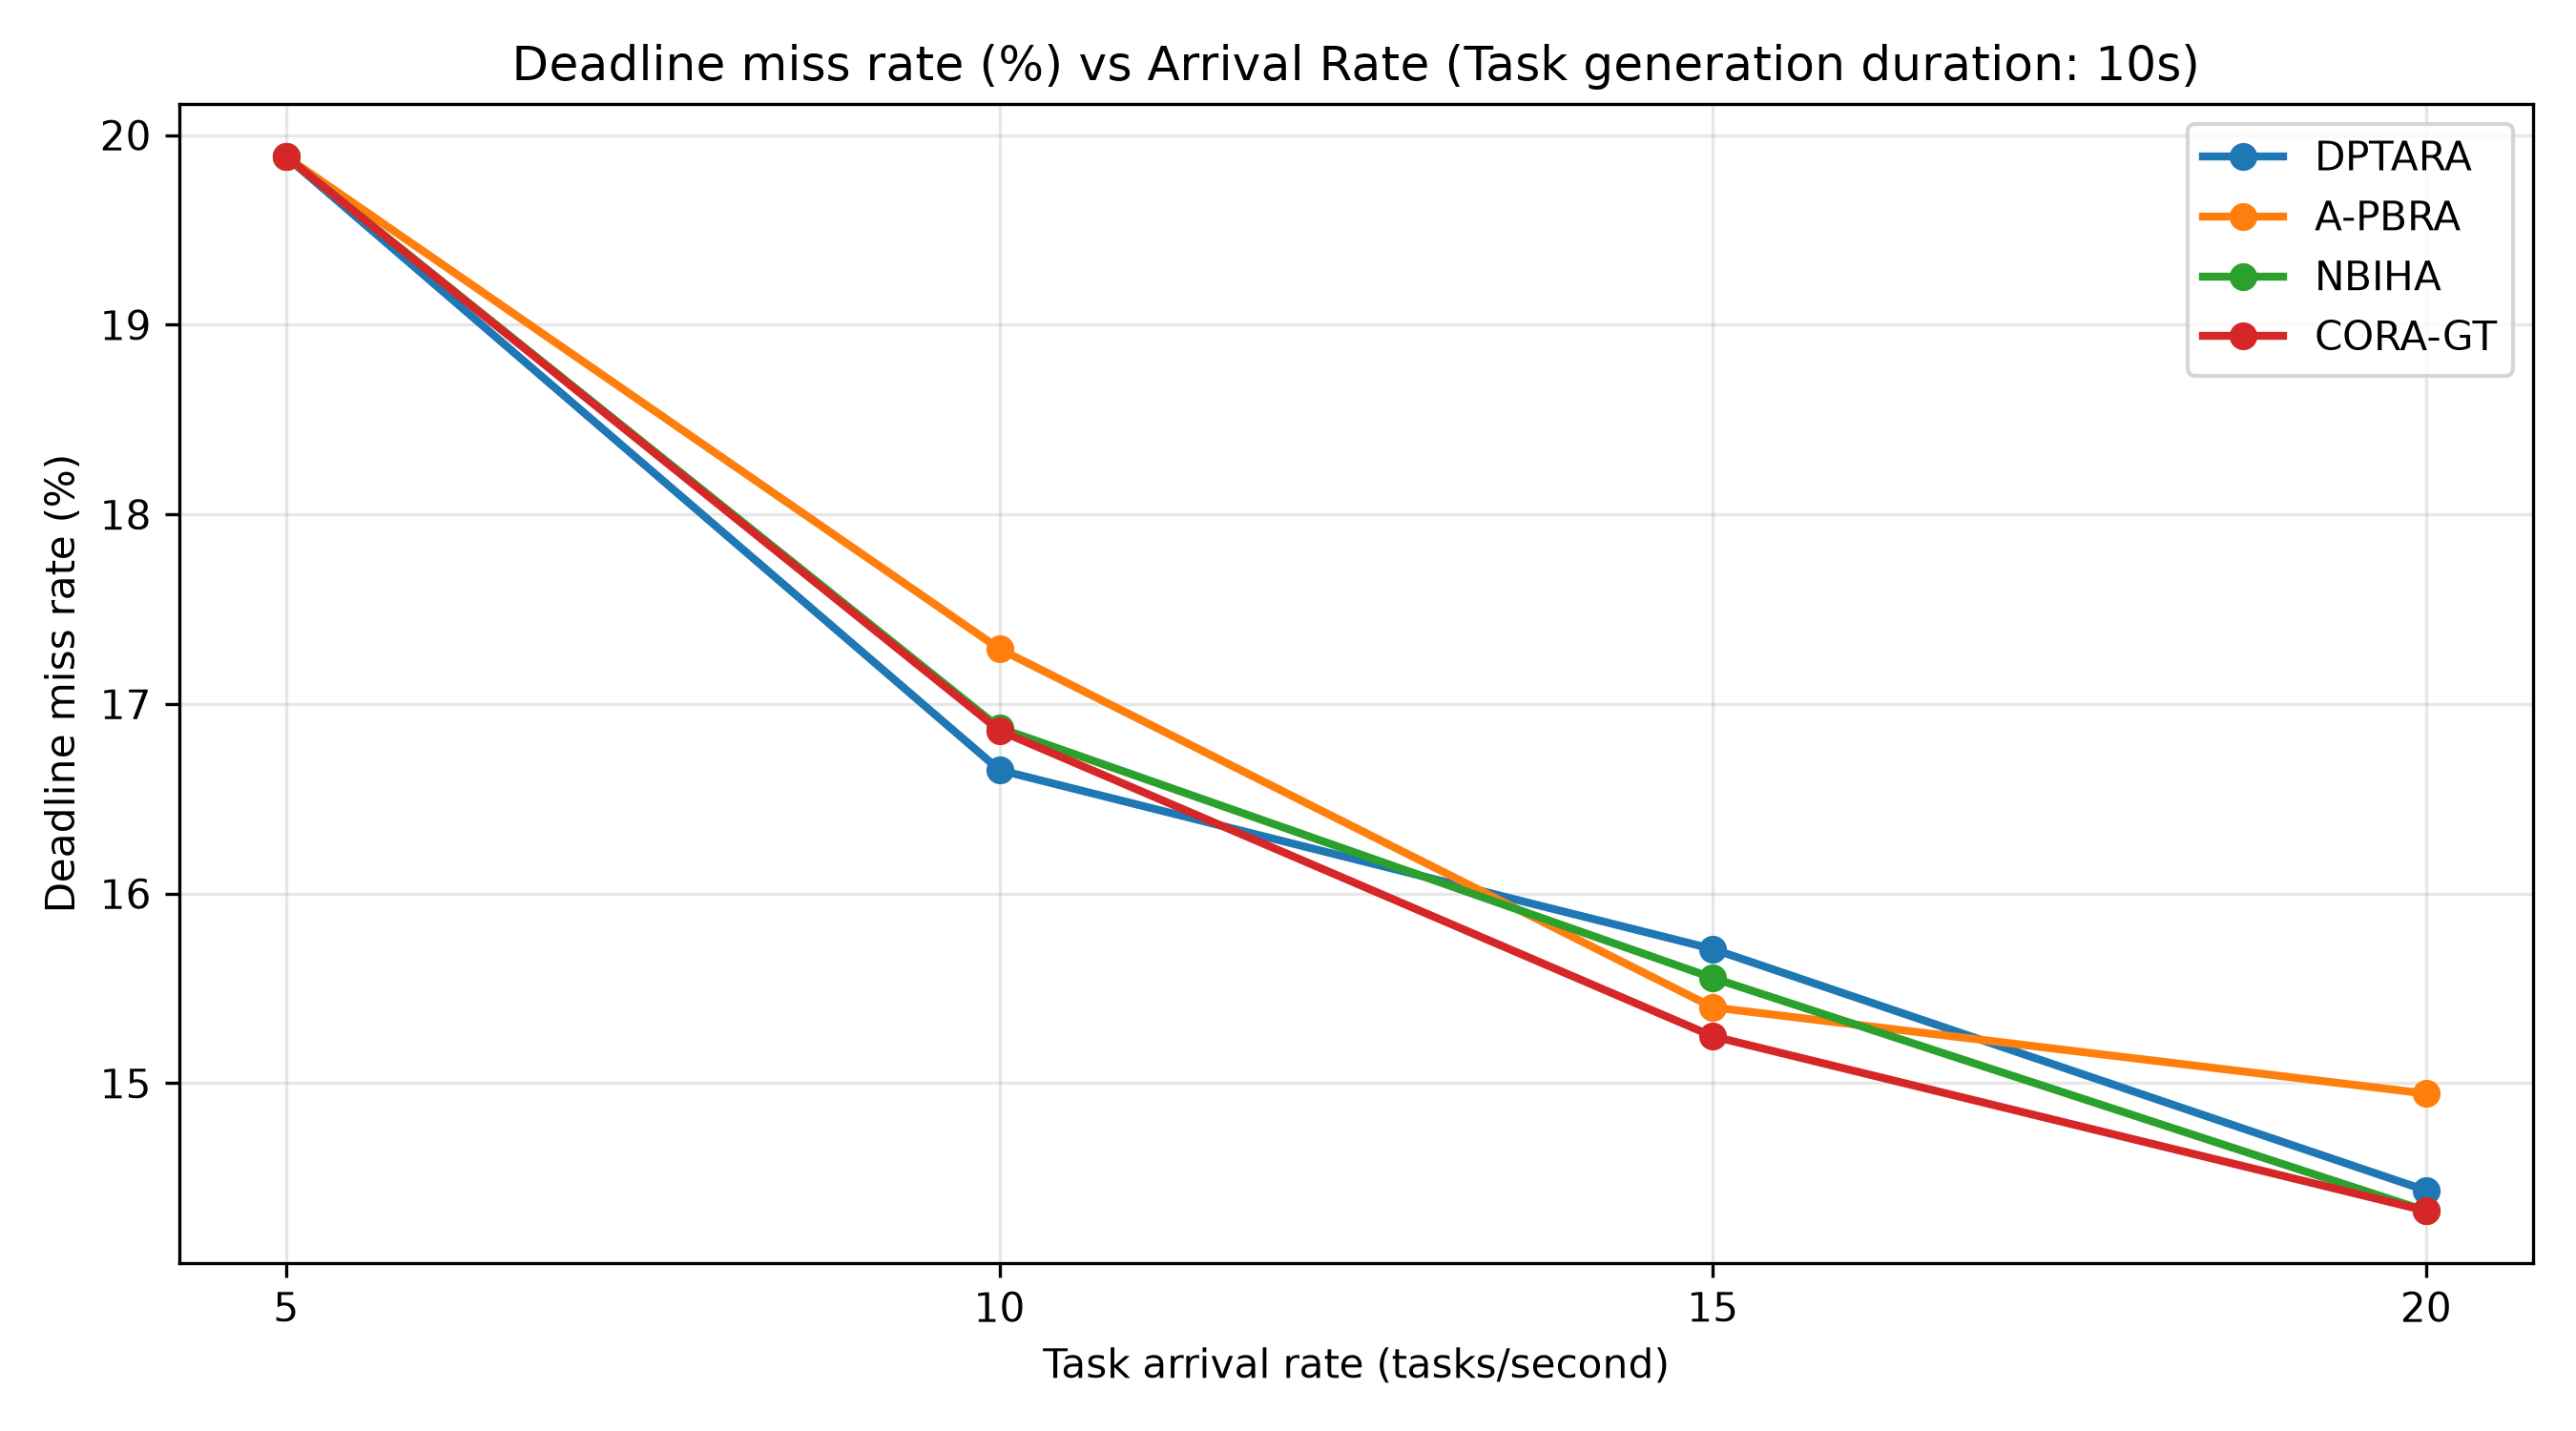 Deadline miss rate (%) vs Arrival Rate (Task generation duration: 10s)
DPTARA
A-PBRA
NBIHA
CORA-GT
Deadline miss rate (%)
20
19
18
17
16
15
5
10
15
20
Task arrival rate (tasks/second)